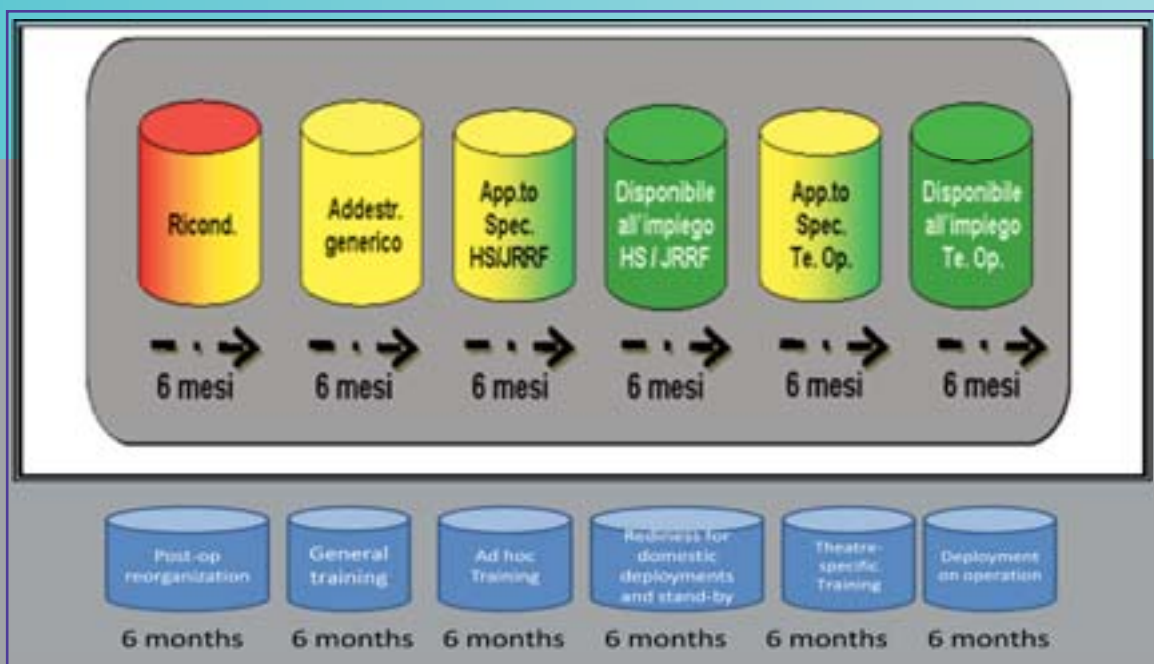 Ricond.
Addestr.
generico
App.to
Spec.
HS/JRRF
Disponibile
all'impiego
HS / JRRF
App.to
Spec.
Te. Op.
Disponibile
all'impiego
Te. Op.
6 mesi
6 mesi
6 mesi
6 mesi
6 mesi
6 mesi
Post-op
reorganization
General
training
Ad hoc
Training
Rediness for
domestic
deployments
and stand-by
Theatre-
specific
Training
Deployment
on operation
6 months
6 months
6 months
6 months
6 months
6 months